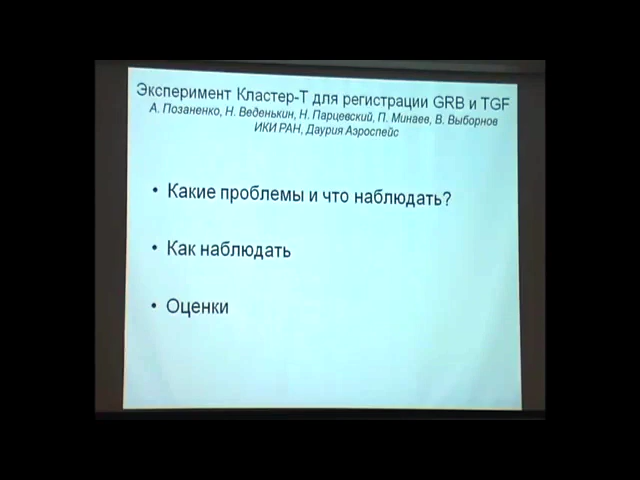 Эксперимент Кластер-Т для регистрации GRB и TGF
А. Позаненко, Н. Веденькин, Н. Парцевский, П. Минаев, В. Выборнов
ИКИ РАН, Даурия Аэроспейс
• Какие проблемы и что наблюдать?
• Как наблюдать
• Оценки